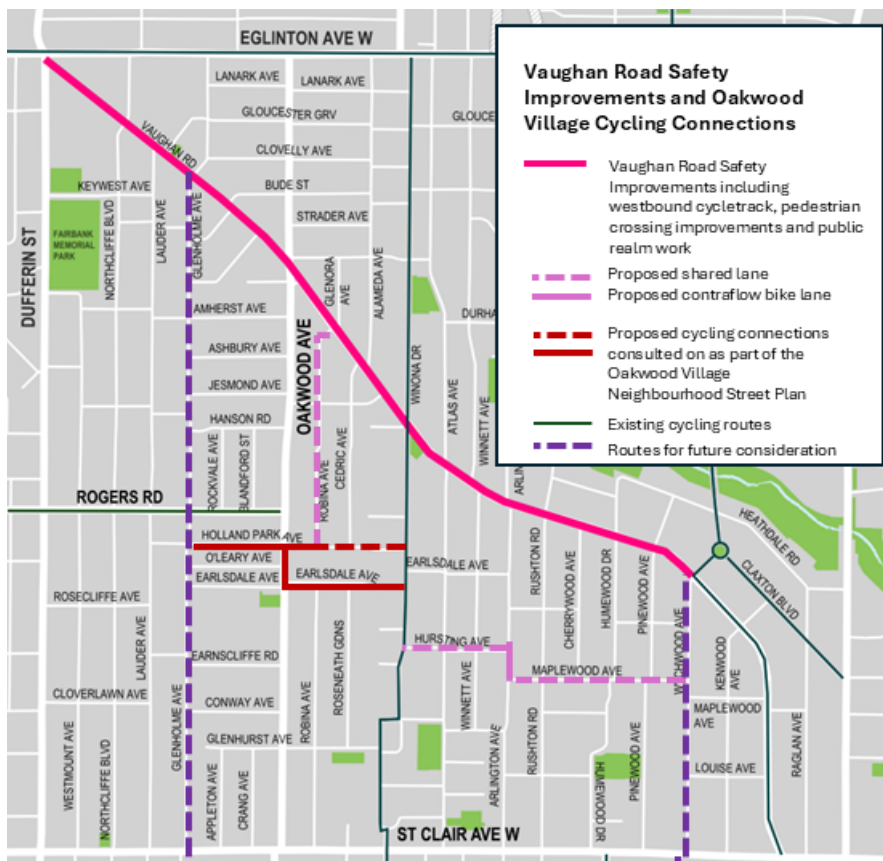 EGLINTON AVE W
Vaughan Road Safety
Improvements and Oakwood
Village Cycling Connections
Vaughan Road Safety
Improvements including
westbound cycletrack, pedestrian
crossing improvements and public
realm work
Proposed shared lane
Proposed contraflow bike lane
Proposed cycling connections
consulted on as part of the
Oakwood Village
Neighbourhood Street Plan
Existing cycling routes
Routes for future consideration
LANARK AVE
LANARK AVE
GLOUCESTER GRV
GLOUCES
VAUGHAN RD
CLOVELLY AVE
KEYWEST AVE
BUDE ST
STRADER AVE
DUFFERIN ST
FAIRBANK
MEMORIAL
PARK
NORTHCLIFFE BLVD
LAUDER AVE
GLENHOLME AVE
GLENORA
AVE
ALAMEDA AVE
AMHERST AVE
DURHA
ASHBURY AVE
OAKWOOD AVE
WINONA DR
JESMOND AVE
ATLAS AVE
WINNETT AVE
HANSON RD
ROCKVALE AVE
BLANDFORD ST
ROBINA AVE
CEDRIC AVE
ARLIN
ROGERS RD
HEATHDALE RD
HOLLAND PARK AVE
O'LEARY AVE
EARLSDALE AVE
EARLSDALE AVE
EARLSDALE AVE
RUSHTON RD
CHERRYWOOD AVE
HUMEWOOD DR
PINEWOOD AVE
CLAXTON BLVD
ROSECLIFFE AVE
LAUDER AVE
WYCHWOOD AVE
KENWOOD
AVE
HURSTING AVE
EARNSCLIFFE RD
ROSENEATH GDNS
MAPLEWOOD AVE
CLOVERLAWN AVE
CONWAY AVE
ROBINA AVE
WINNETT AVE
MAPLEWOOD
AVE
GLENHURST AVE
WESTMOUNT AVE
NORTHCLIFFE BLVD
GLENHOLME AVE
APPLETON AVE
CRANG AVE
ARLINGTON AVE
RUSHTON RD
HUMEWOOD DR
PINEWOOD AVE
LOUISE AVE
RAGLAN AVE
ST CLAIR AVE W